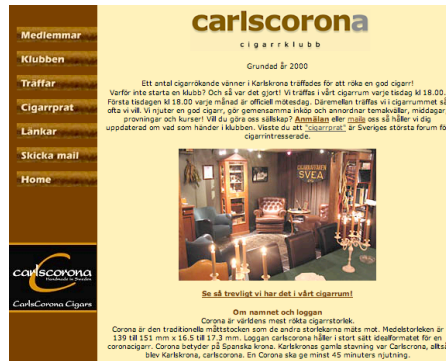 carlscorona
cigarrklubb
Medlemmar
Klubben
Träffar
Cigarrprat
Länkar
Skicka mail
Home
carlscorona
Handmade in Sweden
CarlsCorona Cigars
Grundad år 2000
Ett antal cigarrökande vänner i Karlskrona träffades för att röka en god cigarr!
Varför inte starta en klubb? Och så var det gjort! Vi träffas i vårt cigarrum varje tisdag kl 18.00.
Första tisdagen kl 18.00 varje månad är officiell mötesdag. Däremellan träffas vi i cigarrummet så
ofta vi vill. Vi njuter en god cigarr, gör gemensamma inköp och annordnar temakvällar, middagar,
provningar och kurser! Vill du göra oss sällskap? Anmälan eller maila oss så håller vi dig
uppdaterad om vad som händer i klubben. Visste du att "cigarrprat" är Sveriges största forum fö
cigarrintresserade.
CIGARRAFFÄREN
SVEA
Se så trevligt vi har det i vårt cigarrum!
Om namnet och loggan
Corona är världens mest rökta cigarrstorlek.
Corona är den traditionella måttstocken som de andra storlekarna mäts mot. Medelstorleken är
139 till 151 mm x 16.5 till 17.3 mm. Loggan carlscorona håller i stort sätt idealformatet för et
coronacigarr. Corona betyder på Spanska krona. Karlskronas gamla stavning var Carlscrona, allts
blev Karlskrona, carlscorona. En Corona ska ge minst 45 minuters njutning.